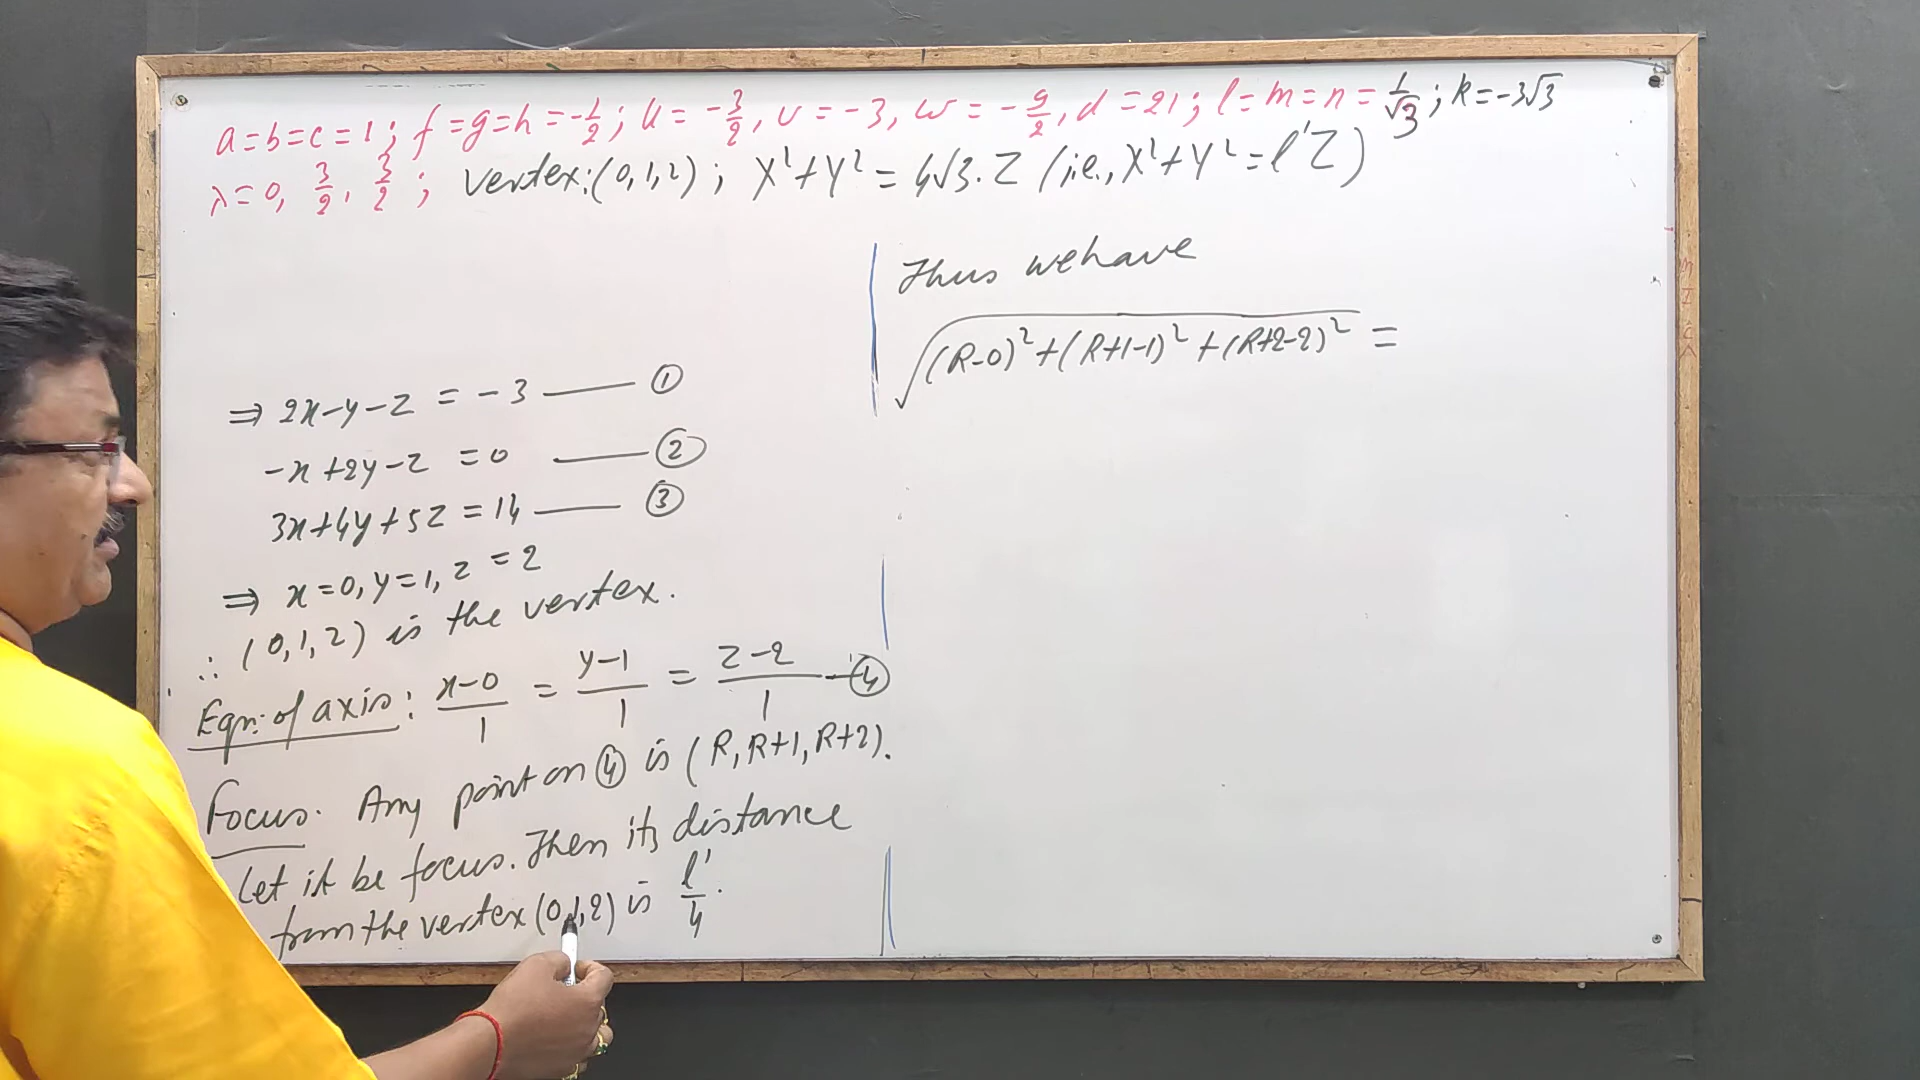 a=b=c=1; f=g=h=-1/2; u=-3/2, v=-3, w=-9/2, d=21; l=m=n=1/√3; k=-3√3
λ=0, 3/2, 3/2; vertex:(0,1,2); X²+Y²=4√3.Z (i.e., X²+Y²=l'Z)
⇒ 2x-y-z = -3 —— ①
-x+2y-z = 0 —— ②
3x+4y+5z = 14 —— ③
⇒ x=0, y=1, z=2
∴ (0,1,2) is the vertex.
Eqn: of axis: (x-0)/1 = (y-1)/1 = (z-2)/1 —④
Focus. Any point on ④ is (R, R+1, R+2).
Let it be focus. Then its distance
from the vertex (0,1,2) is l'/4.
Thus we have
√((R-0)²+(R+1-1)²+(R+2-2)²) =